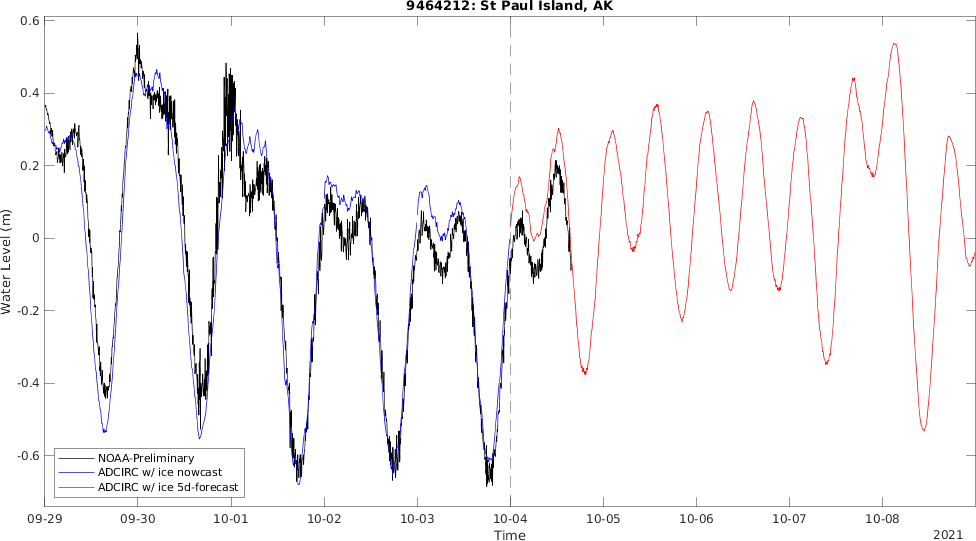 9464212: St Paul Island, AK
0.6
0.4
0.2
0
-0.2
-0.4
-0.6
Water Level (m)
NOAA-Preliminary
ADCIRC w/ ice nowcast
ADCIRC w/ ice 5d-forecast
09-29 09-30 10-01 10-02 10-03 10-04 10-05 10-06 10-07 10-08
Time
2021